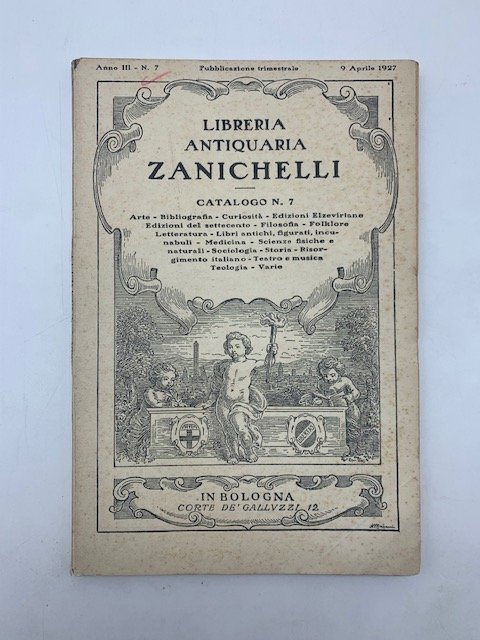 Anno III - N. 7 Pubblicazione trimestrale 9 Aprile 1927
LIBRERIA
ANTIQUARIA
ZANICHELLI
CATALOGO N. 7
Arte - Bibliografia - Curiosità - Edizioni Elzeviriane
Edizioni del settecento - Filosofia - Folklore
Letteratura - Libri antichi, figurati, incu-
nabuli - Medicina - Scienze fisiche e
naturali - Sociologia - Storia - Risor-
gimento italiano - Teatro e musica
Teologia - Varie
IN BOLOGNA
CORTE DE' GALLVZZI 12